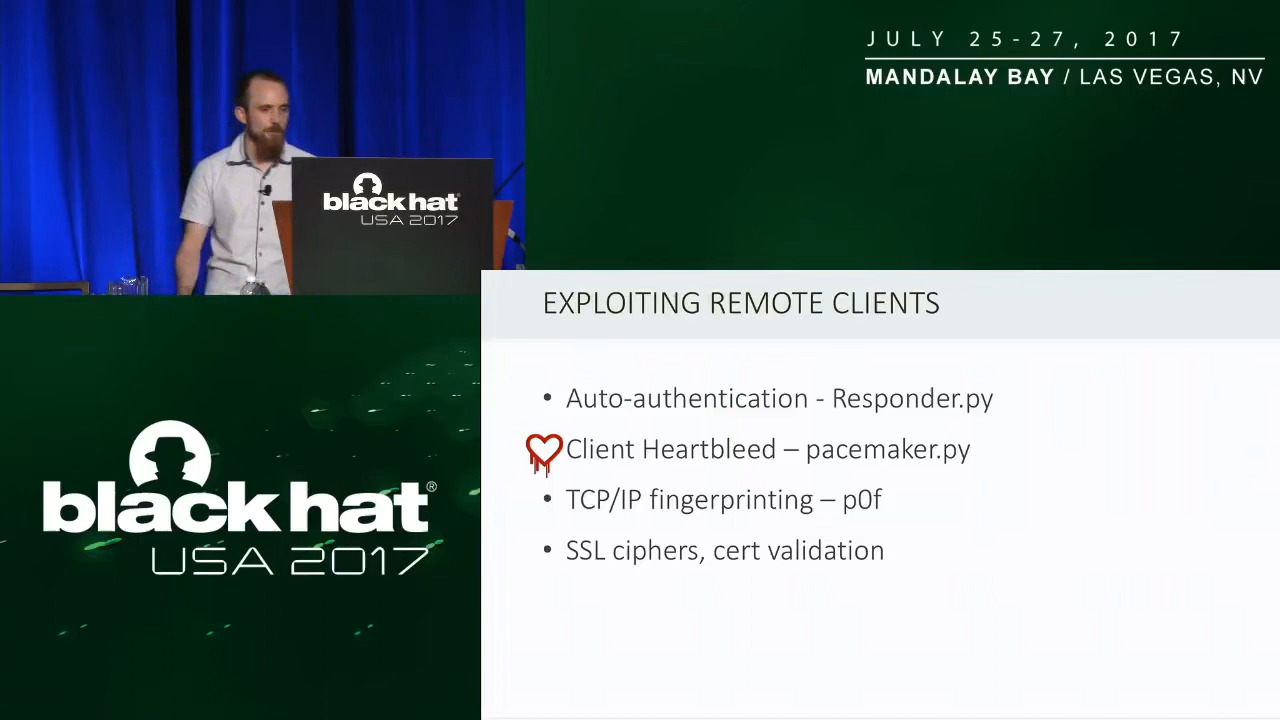 JULY 25-27, 2017
MANDALAY BAY / LAS VEGAS, NV
black hat
USA 2017
EXPLOITING REMOTE CLIENTS
• Auto-authentication - Responder.py
Client Heartbleed – pacemaker.py
• TCP/IP fingerprinting – p0f
• SSL ciphers, cert validation
black hat®
USA 2017